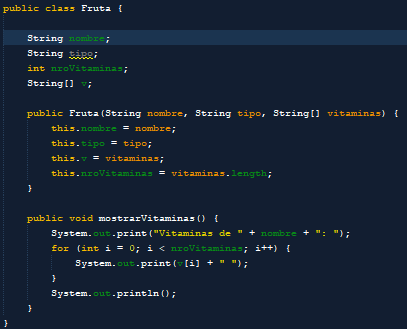 public class Fruta {
String nombre;
String tipo;
int nroVitaminas;
String[] v;
public Fruta(String nombre, String tipo, String[] vitaminas) {
this.nombre = nombre;
this.tipo = tipo;
this.v = vitaminas;
this.nroVitaminas = vitaminas.length;
}
public void mostrarVitaminas() {
System.out.print("Vitaminas de " + nombre + ": ");
for (int i = 0; i < nroVitaminas; i++) {
System.out.print(v[i] + " ");
}
System.out.println();
}
}